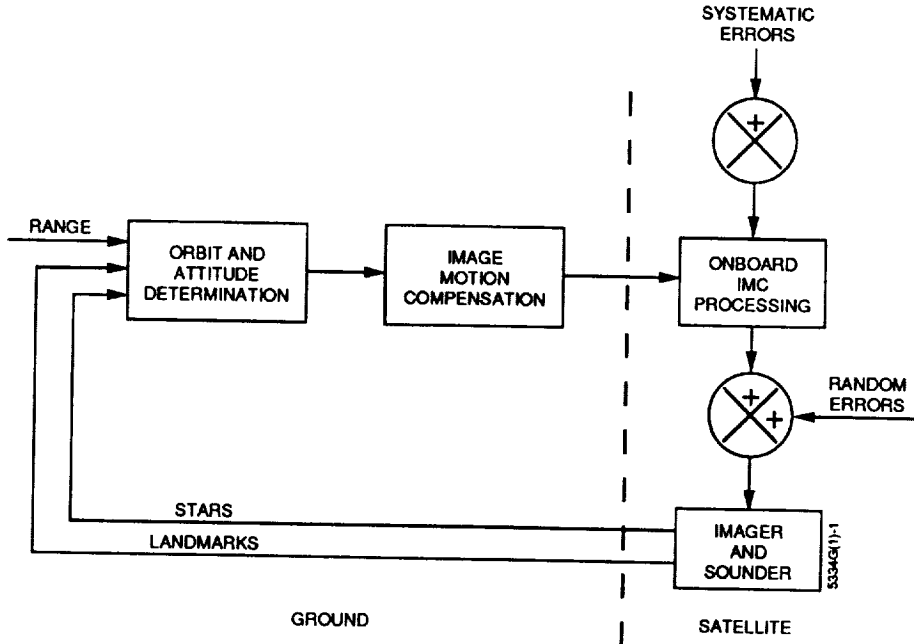 SYSTEMATIC
ERRORS
+
RANGE
ORBIT AND
ATTITUDE
DETERMINATION
IMAGE
MOTION
COMPENSATION
ONBOARD
IMC
PROCESSING
+
+
RANDOM
ERRORS
STARS
LANDMARKS
IMAGER
AND
SOUNDER
5334G(1)-1
GROUND
SATELLITE